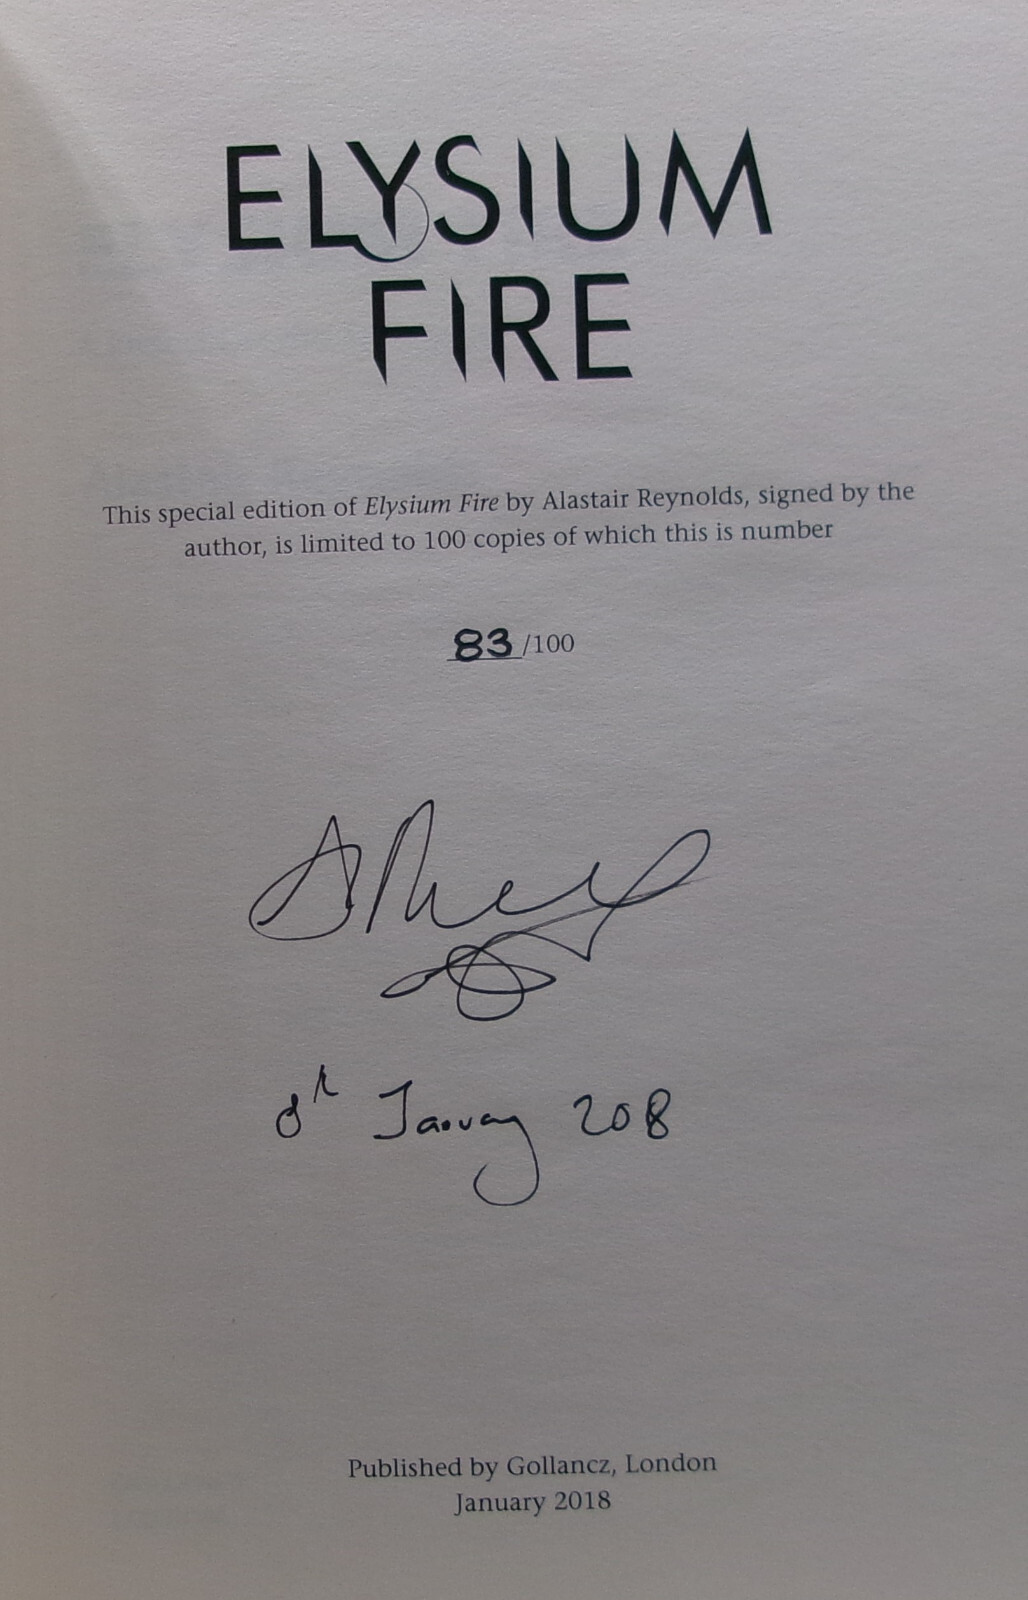 ELYSIUM
FIRE
This special edition of Elysium Fire by Alastair Reynolds, signed by the
author, is limited to 100 copies of which this is number
83/100
8th January 2018
Published by Gollancz, London
January 2018